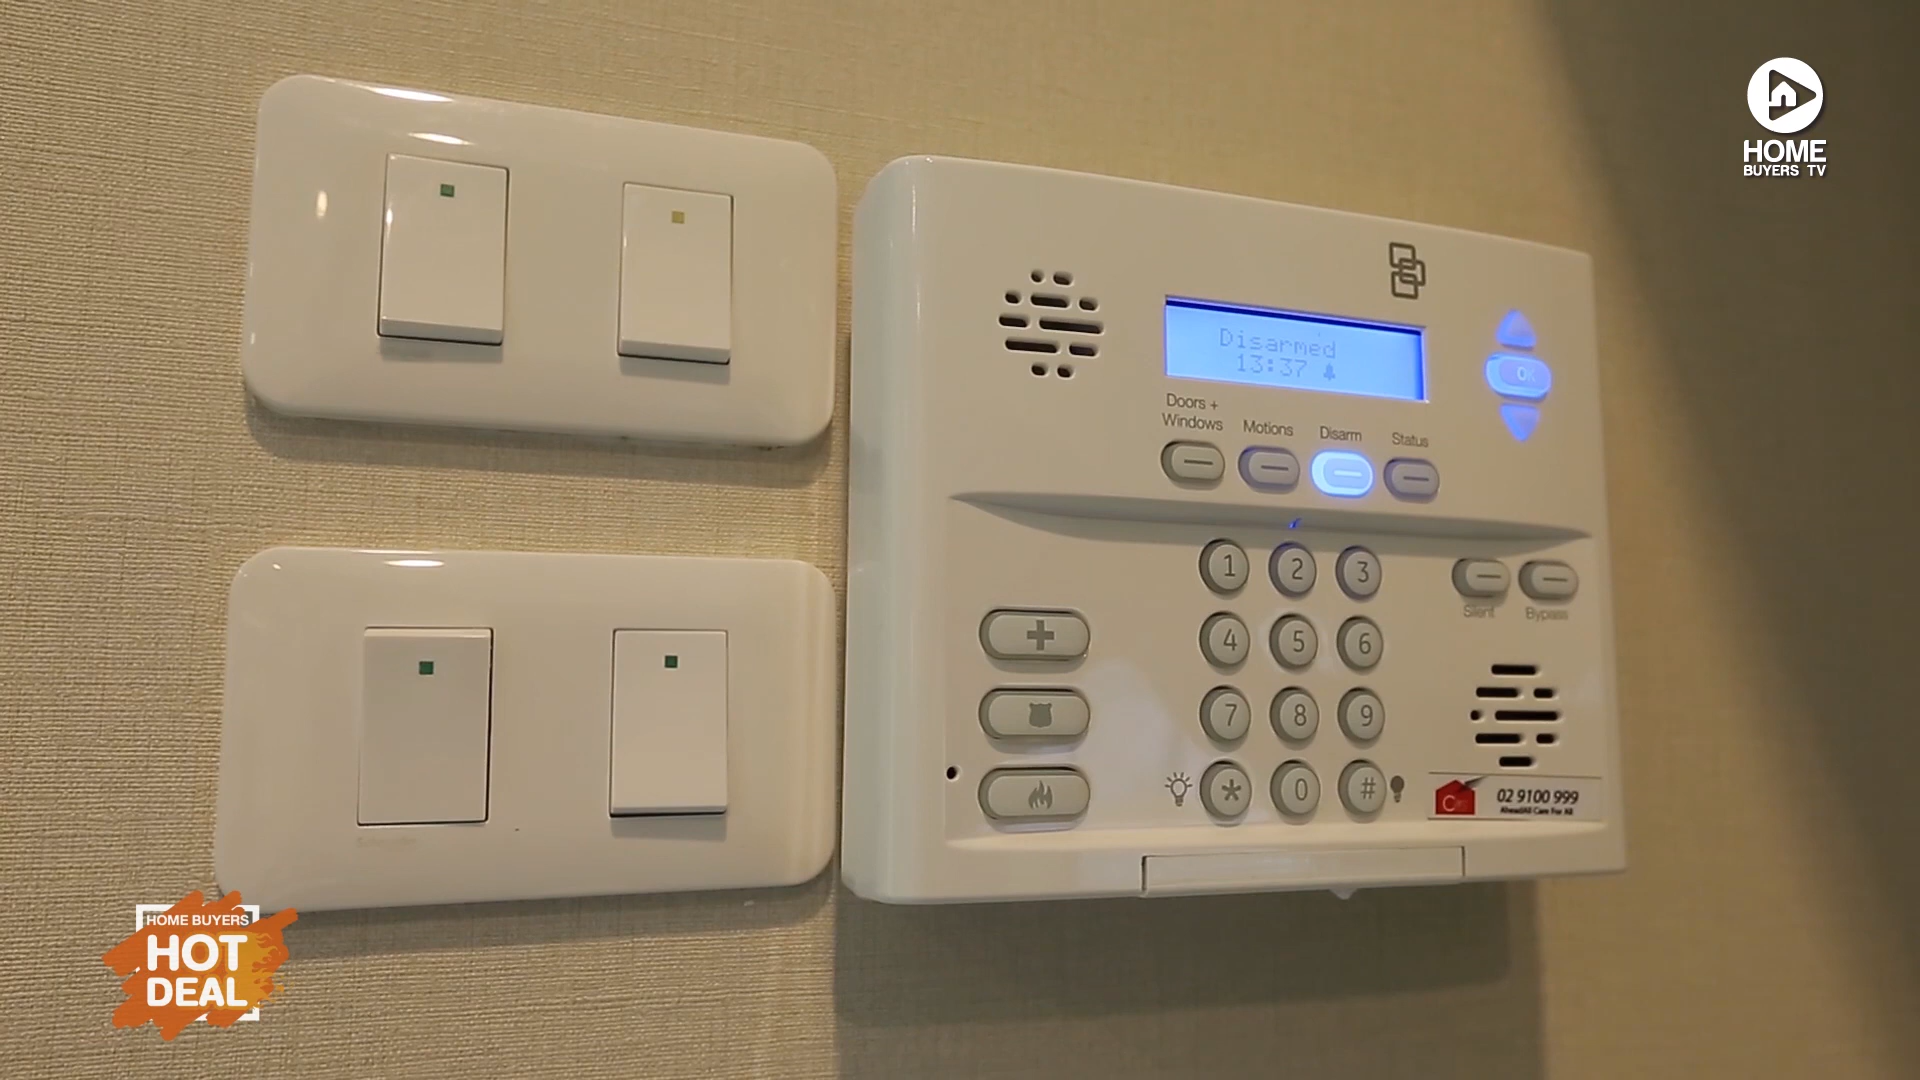 HOME
BUYERS TV
Disarmed
13:37
OK
Doors +
Windows
Motions
Disarm
Status
1 2 3
Silent
Bypass
4 5 6
7 8 9
* 0 #
02 9100 999
HOME BUYERS
HOT
DEAL